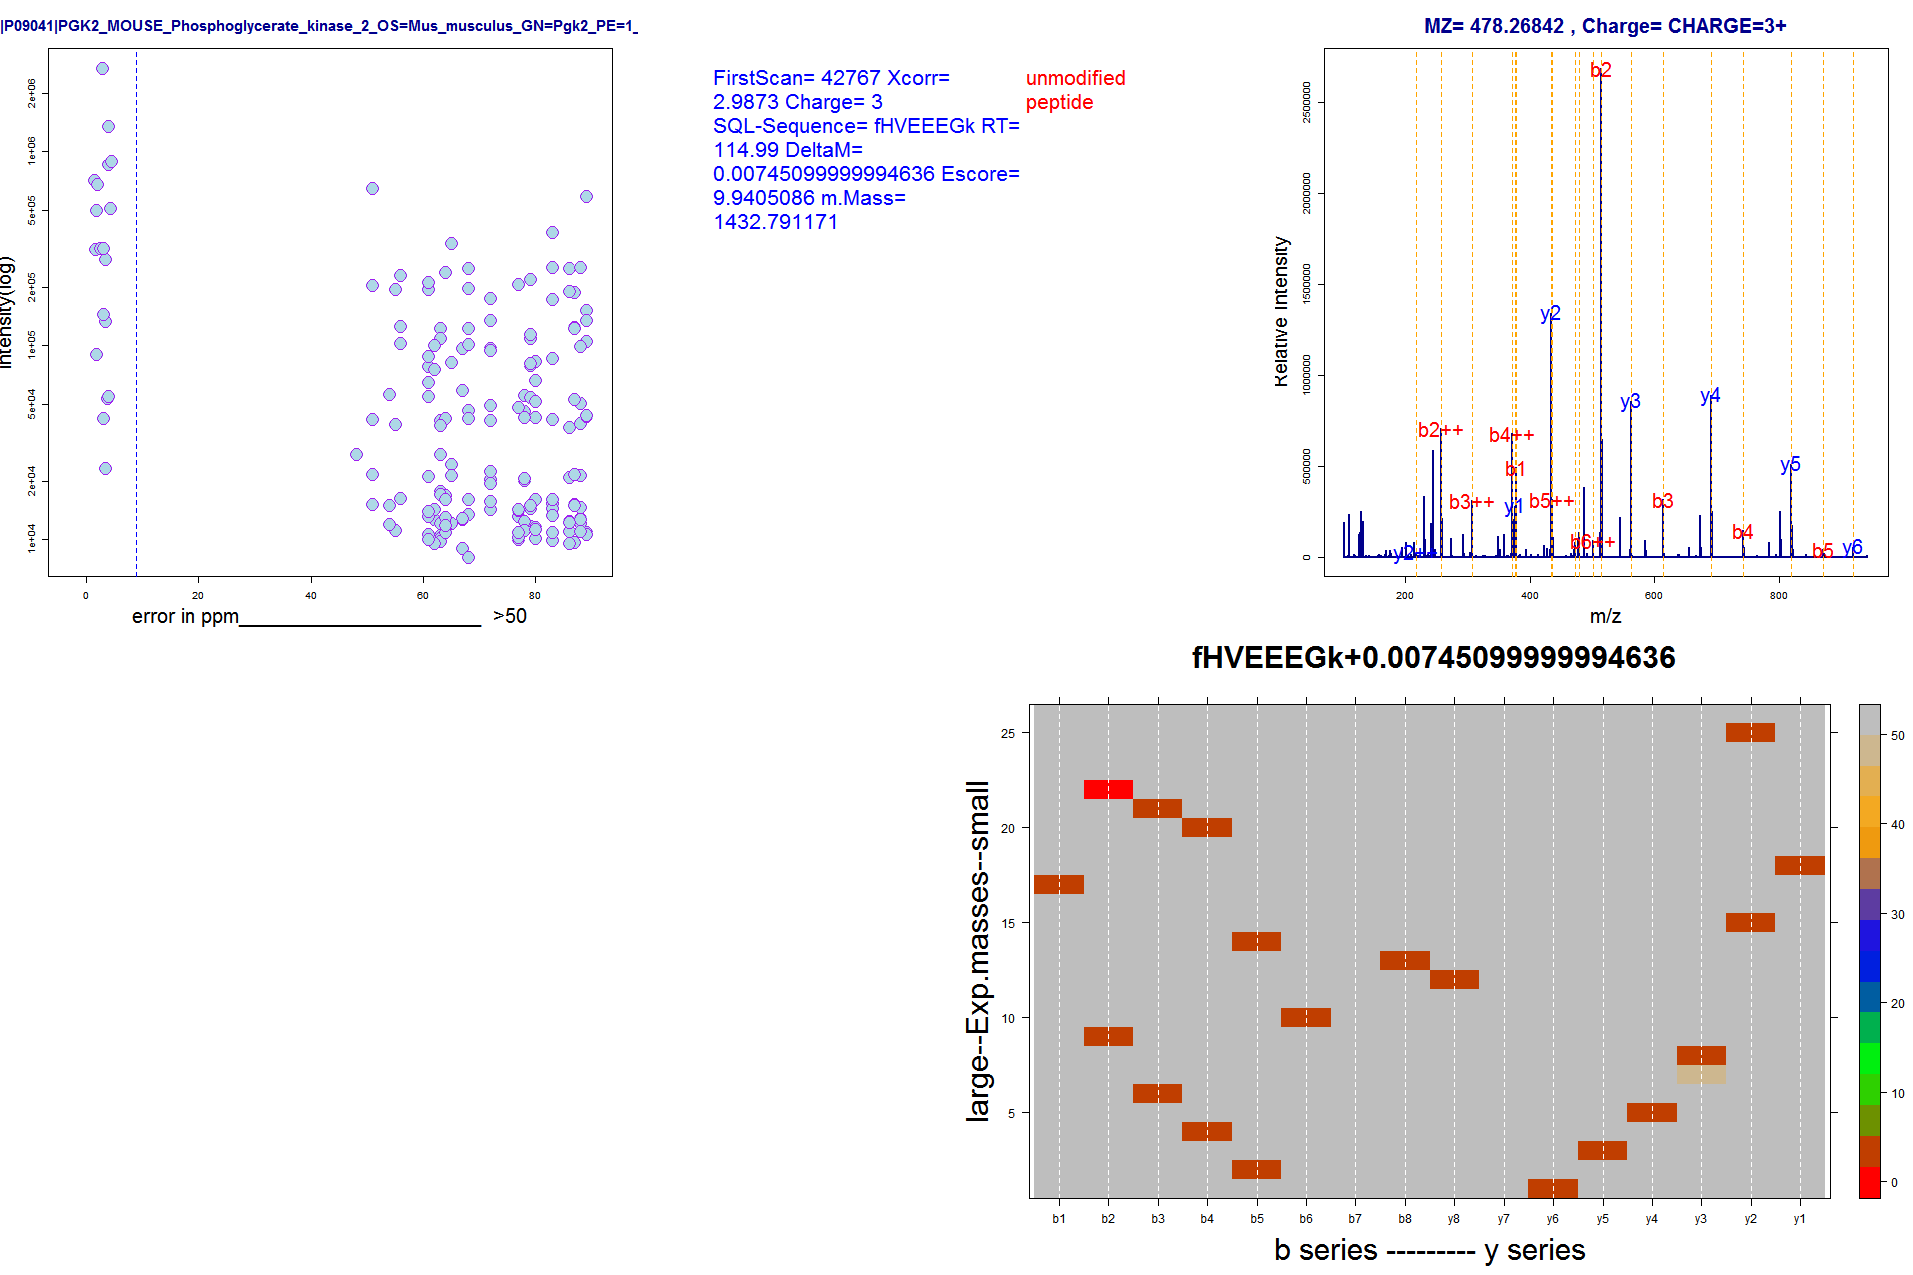 |P09041|PGK2_MOUSE_Phosphoglycerate_kinase_2_OS=Mus_musculus_GN=Pgk2_PE=1_
intensity(log)
2e+06
1e+06
5e+05
2e+05
1e+05
5e+04
2e+04
1e+04
0 20 40 60 80
error in ppm______________________ >50
FirstScan= 42767 Xcorr=
2.9873 Charge= 3
SQL-Sequence= fHVEEEGk RT=
114.99 DeltaM=
0.00745099999994636 Escore=
9.9405086 m.Mass=
1432.791171
unmodified
peptide
MZ= 478.26842 , Charge= CHARGE=3+
Relative Intensity
2500000
2000000
1500000
1000000
500000
0
b2
y2
y3
y4
b2++
b4++
b1
y5
b3++
y1
b5++
b3
b4
b6++
y2++
b5
y6
200 400 600 800
m/z
fHVEEEGk+0.00745099999994636
large--Exp.masses--small
25
20
15
10
5
b1 b2 b3 b4 b5 b6 b7 b8 y8 y7 y6 y5 y4 y3 y2 y1
b series --------- y series
50
40
30
20
10
0